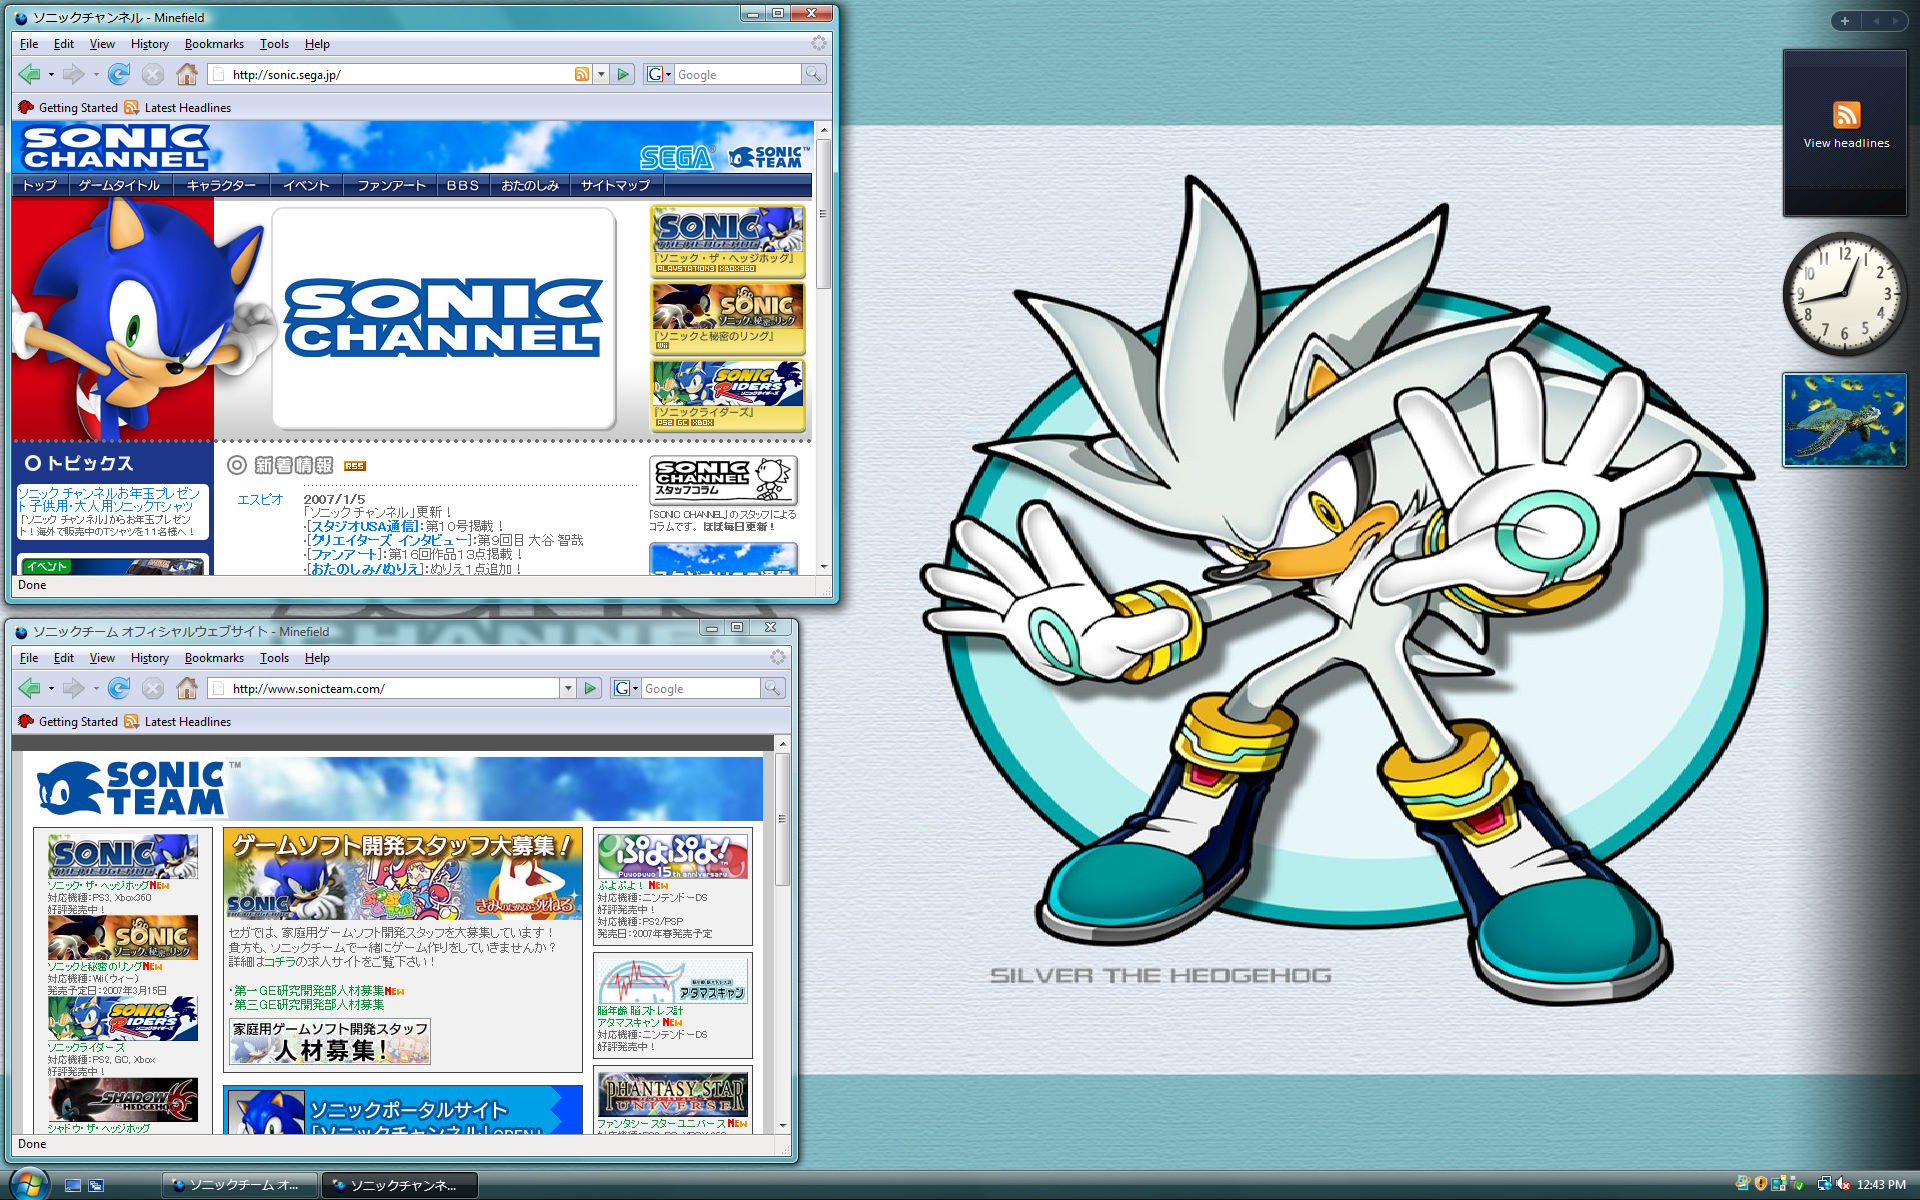 ソニックチャンネル - Minefield
File Edit View History Bookmarks Tools Help
http://sonic.sega.jp/
Google
Getting Started Latest Headlines
SONIC CHANNEL
SEGA SONIC TEAM
トップ ゲームタイトル キャラクター イベント ファンアート BBS おたのしみ サイトマップ
SONIC CHANNEL
SONIC THE HEDGEHOG
『ソニック・ザ・ヘッジホッグ』
PLAYSTATION3 XBOX360
SONIC
ソニックと秘密のリング
『ソニックと秘密のリング』
Wii
SONIC RIDERS
『ソニックライダーズ』
PS2 GC XBOX
トピックス
ソニック チャンネルお年玉プレゼン
ト 子供用・大人用ソニックTシャツ
「ソニック チャンネル」からお年玉プレゼン
ト！海外で販売中のTシャツを11名様へ！
イベント
新着情報 RSS
エスピオ 2007/1/5
「ソニック チャンネル」更新！
・[スタジオUSA通信]：第10号掲載！
・[クリエイターズ インタビュー]：第9回目 大谷 智哉
・[ファンアート]：第16回作品13点掲載！
・[おたのしみ/ぬりえ]：ぬりえ1点追加！
SONIC CHANNEL
スタッフコラム
「SONIC CHANNEL」のスタッフによる
コラムです。ほぼ毎日更新！
Done
ソニックチーム オフィシャルウェブサイト - Minefield
File Edit View History Bookmarks Tools Help
http://www.sonicteam.com/
Google
Getting Started Latest Headlines
SONIC TEAM TM
SONIC THE HEDGEHOG
ソニック・ザ・ヘッジホッグ NEW
対応機種：PS3, Xbox360
好評発売中！
SONIC
ソニックと秘密のリング
ソニックと秘密のリング NEW
対応機種：Wii(ウィー)
発売予定日：2007年3月15日
SONIC RIDERS
ソニックライダーズ
ソニックライダーズ
対応機種：PS2, GC, Xbox
好評発売中！
SHADOW THE HEDGEHOG
シャドウ・ザ・ヘッジホッグ
ゲームソフト開発スタッフ大募集！
SONIC THE HEDGEHOG
きみのためなら死ねる
セガでは、家庭用ゲームソフト開発スタッフを大募集しています！
貴方も、ソニックチームで一緒にゲーム作りをしていきませんか？
詳細はコチラの求人サイトをご覧下さい！
・第一GE研究開発部人材募集 NEW
・第三GE研究開発部人材募集
家庭用ゲームソフト開発スタッフ
人材募集！
ソニックポータルサイト
「ソニックチャンネル」OPEN！
ぷよぷよ！
Puyopuyo 15th anniversary
ぷよぷよ！ NEW
対応機種：ニンテンドーDS
好評発売中！
対応機種：PS2/PSP
発売日：2007年春発売予定
アタマスキャン
脳年齢 脳ストレス計
アタマスキャン NEW
対応機種：ニンテンドーDS
好評発売中！
PHANTASY STAR UNIVERSE
ファンタシースターユニバース NEW
Done
View headlines
12 1 2 3 4 5 6 7 8 9 10 11
SILVER THE HEDGEHOG
ソニックチーム オ... ソニックチャンネ...
12:43 PM